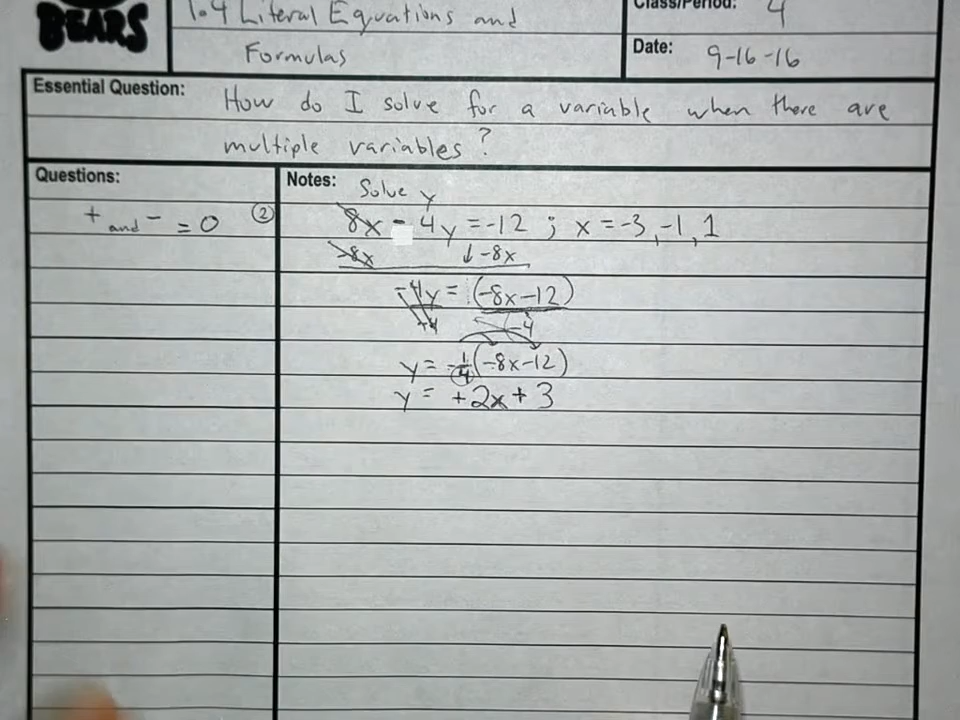 BEARS
1.4 Literal Equations and
Formulas
Class/Period: 4
Date: 9-16-16
Essential Question: How do I solve for a variable when there are
multiple variables?
Questions:
+ and - = 0
Notes: Solve y
② 8x - 4y = -12 ; x = -3, -1, 1
-8x ↓ -8x
-4y = (-8x-12)
-4 -4
y = -1/4(-8x-12)
y = +2x + 3